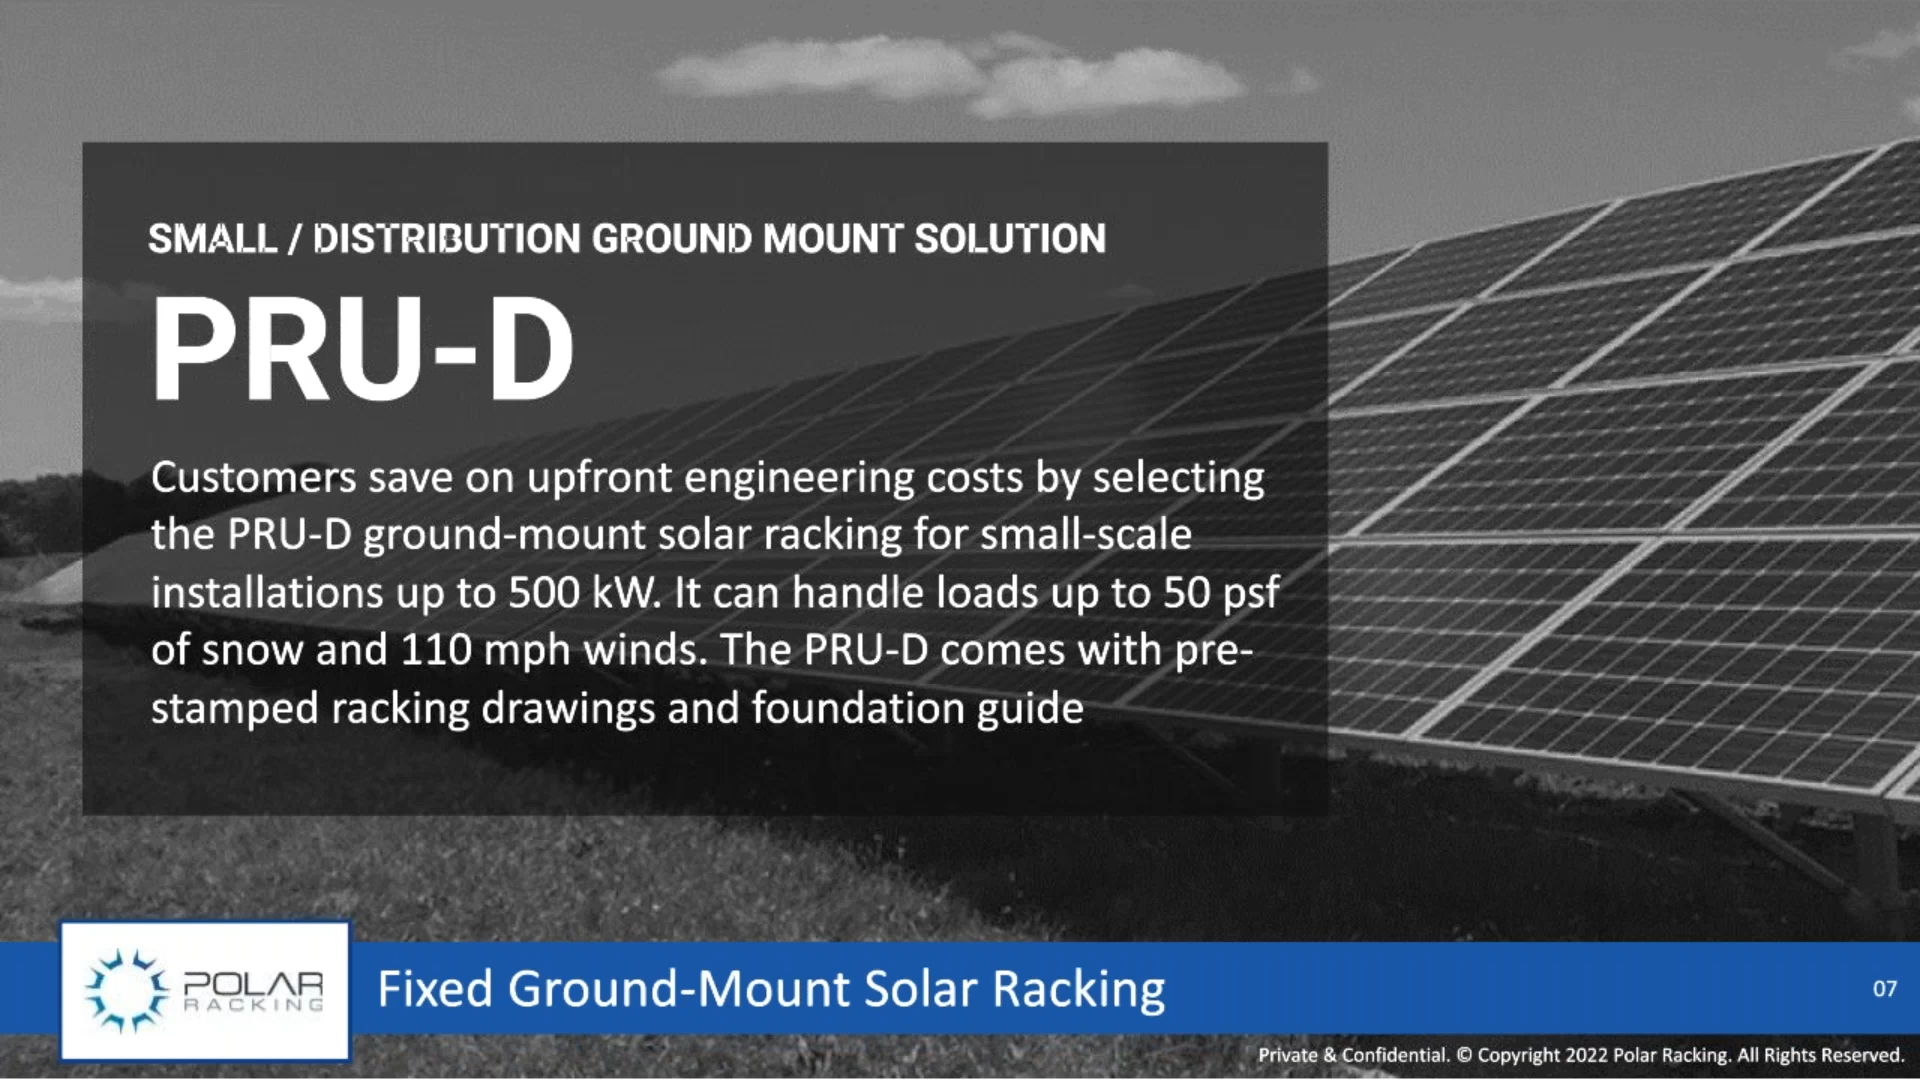 SMALL / DISTRIBUTION GROUND MOUNT SOLUTION
PRU-D
Customers save on upfront engineering costs by selecting
the PRU-D ground-mount solar racking for small-scale
installations up to 500 kW. It can handle loads up to 50 psf
of snow and 110 mph winds. The PRU-D comes with pre-
stamped racking drawings and foundation guide
POLAR
RACKING
Fixed Ground-Mount Solar Racking
07
Private & Confidential. © Copyright 2022 Polar Racking. All Rights Reserved.